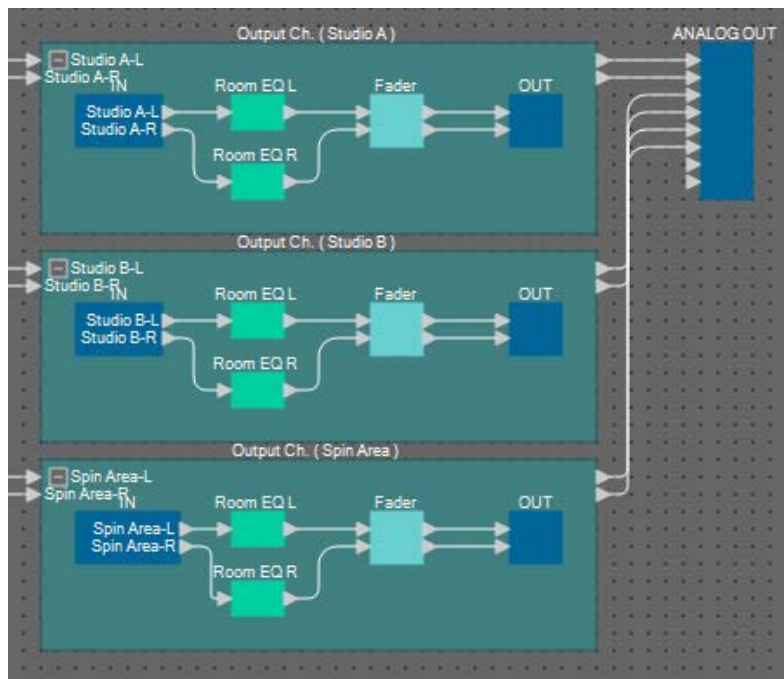 Output Ch. ( Studio A )
ANALOG OUT
Studio A-L
Studio A-R
IN
Room EQ L
Fader
OUT
Studio A-L
Studio A-R
Room EQ R
Output Ch. ( Studio B )
Studio B-L
Studio B-R
IN
Room EQ L
Fader
OUT
Studio B-L
Studio B-R
Room EQ R
Output Ch. ( Spin Area )
Spin Area-L
Spin Area-R
IN
Room EQ L
Fader
OUT
Spin Area-L
Spin Area-R
Room EQ R